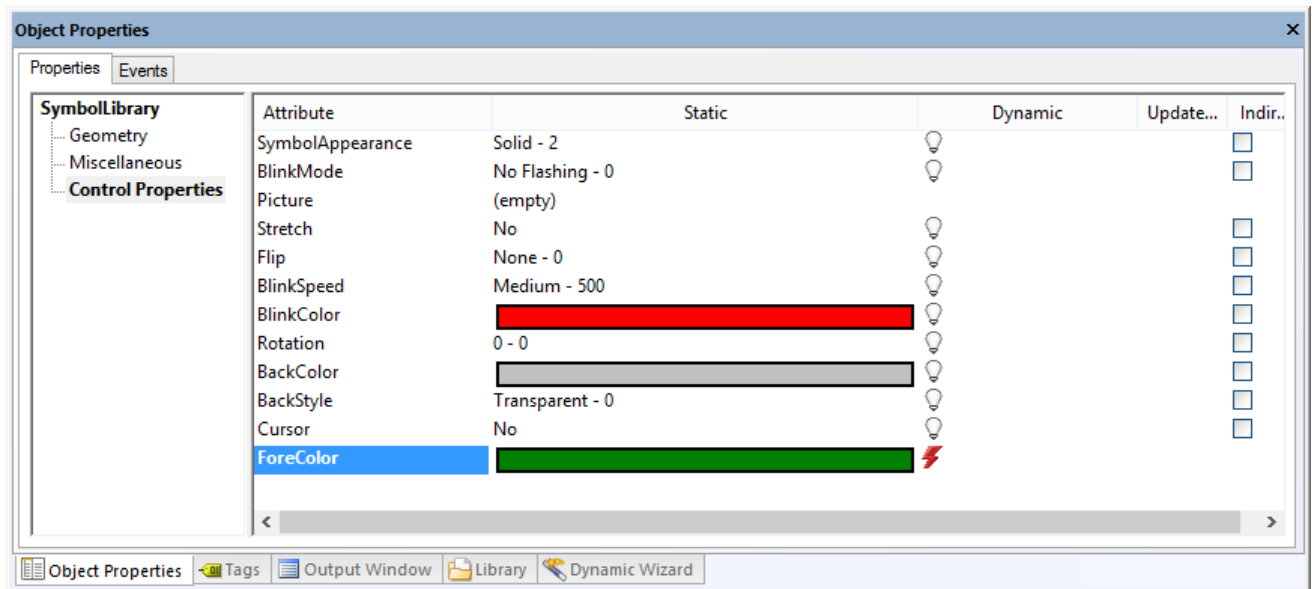 Object Properties
Properties Events
SymbolLibrary
Geometry
Miscellaneous
Control Properties
Attribute Static Dynamic Update... Indir..
SymbolAppearance Solid - 2
BlinkMode No Flashing - 0
Picture (empty)
Stretch No
Flip None - 0
BlinkSpeed Medium - 500
BlinkColor
Rotation 0 - 0
BackColor
BackStyle Transparent - 0
Cursor No
ForeColor
Object Properties Tags Output Window Library Dynamic Wizard